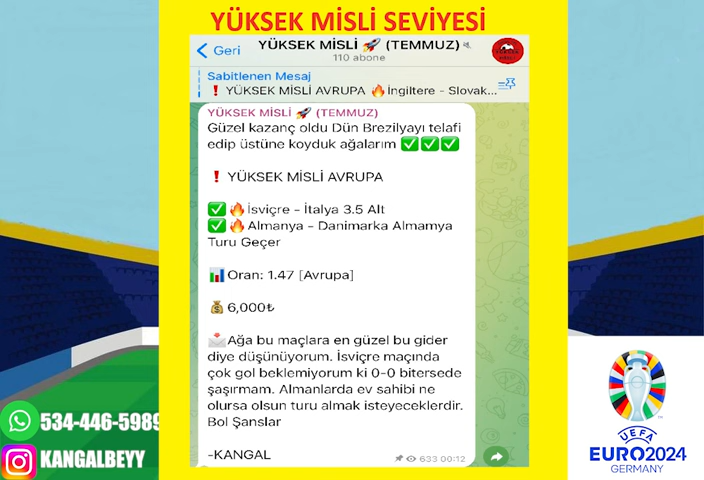 YÜKSEK MİSLİ SEVİYESİ
Geri
YÜKSEK MİSLİ 🚀 (TEMMUZ)
110 abone
Sabitlenen Mesaj
❗ YÜKSEK MİSLİ AVRUPA 🔥İngiltere - Slovak...
YÜKSEK MİSLİ 🚀 (TEMMUZ)
Güzel kazanç oldu Dün Brezilyayı telafi
edip üstüne koyduk ağalarım ✅✅✅
❗ YÜKSEK MİSLİ AVRUPA
✅🔥İsviçre - İtalya 3.5 Alt
✅🔥Almanya - Danimarka Almamya
Turu Geçer
📊Oran: 1.47 [Avrupa]
💰6,000₺
📩Ağa bu maçlara en güzel bu gider
diye düşünüyorum. İsviçre maçında
çok gol beklemiyorum ki 0-0 bitersede
şaşırmam. Almanlarda ev sahibi ne
olursa olsun turu almak isteyeceklerdir.
Bol Şanslar
-KANGAL
633 00:12
534-446-5989
KANGALBEYY
UEFA
EURO2024
GERMANY